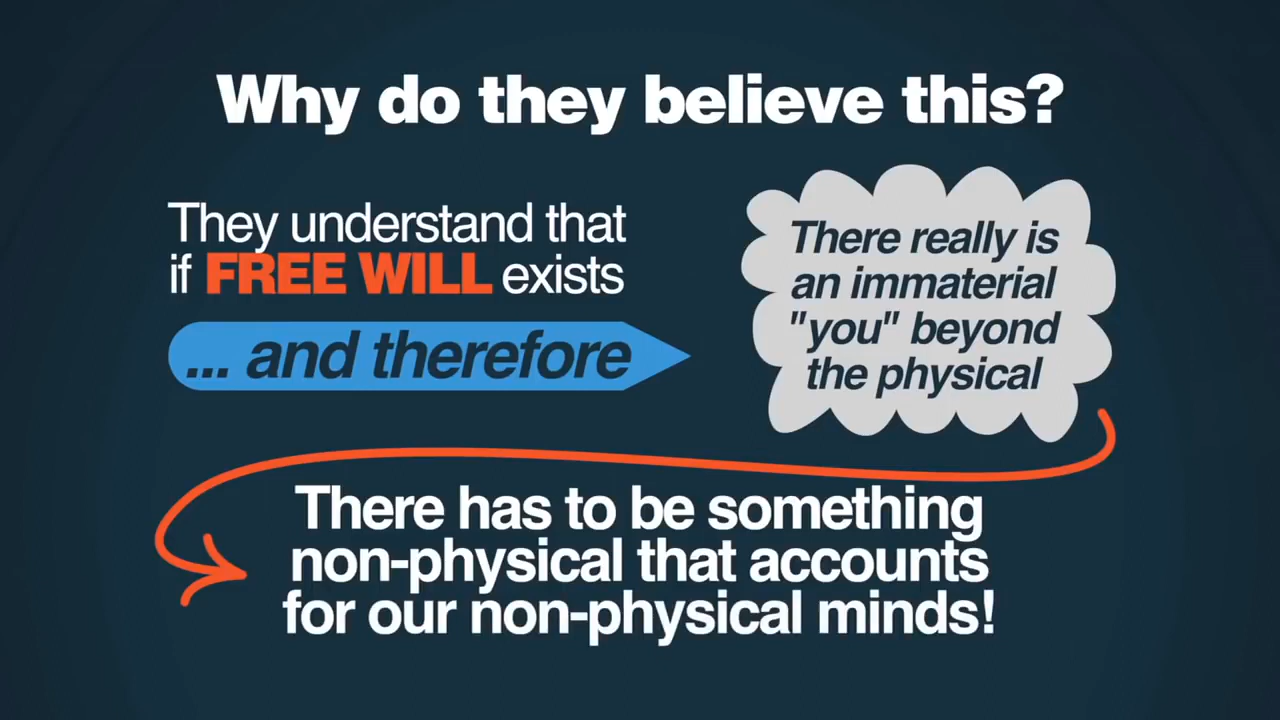 Why do they believe this?
They understand that
if FREE WILL exists
... and therefore
There really is
an immaterial
"you" beyond
the physical
There has to be something
non-physical that accounts
for our non-physical minds!